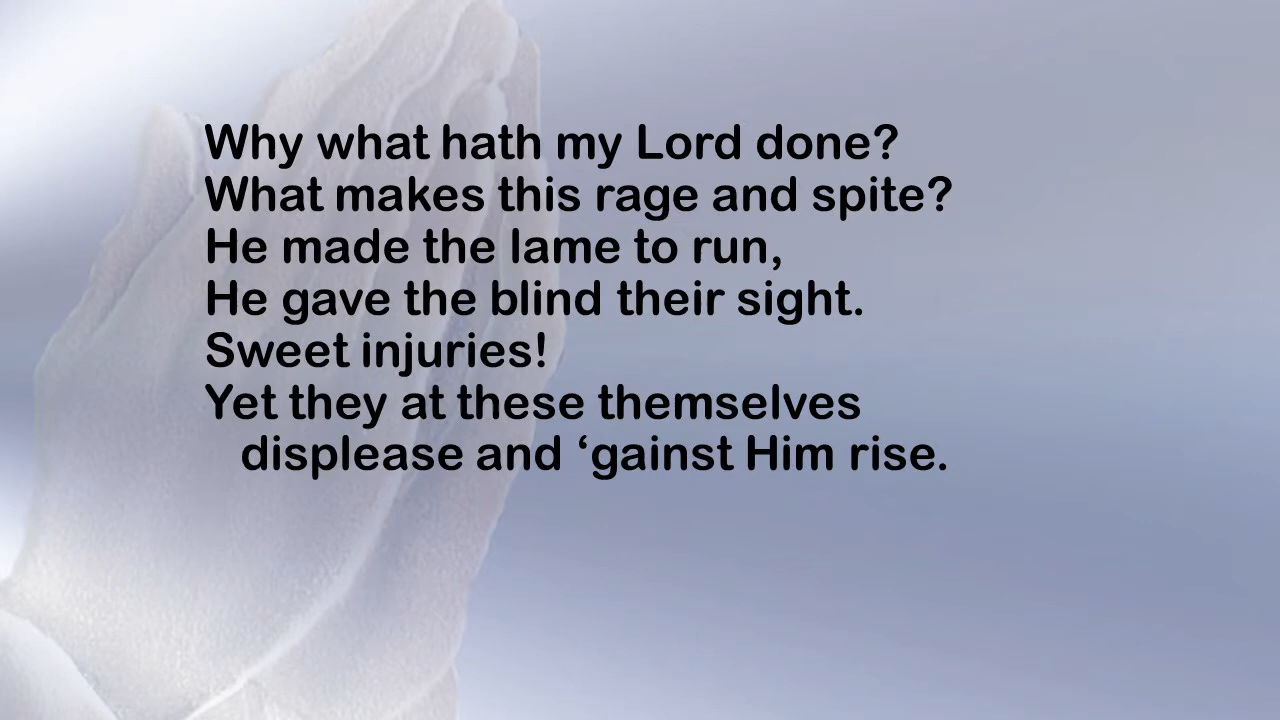 Why what hath my Lord done?
What makes this rage and spite?
He made the lame to run,
He gave the blind their sight.
Sweet injuries!
Yet they at these themselves
displease and ‘gainst Him rise.